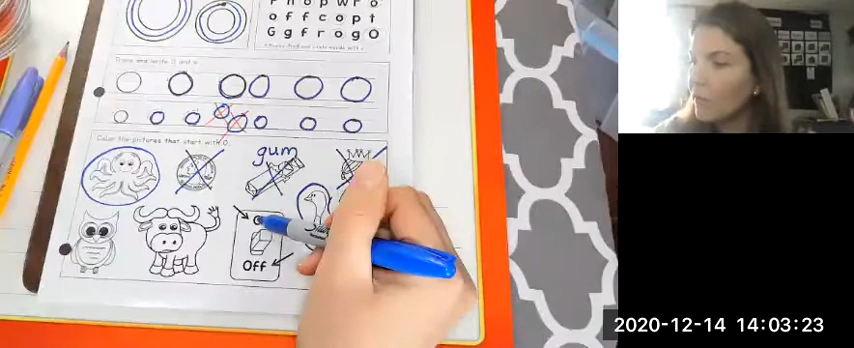 o f f c o p t
G g f r o g O
Trace and write O and o.
Color the pictures that start with O.
gum
Off
2020-12-14 14:03:23